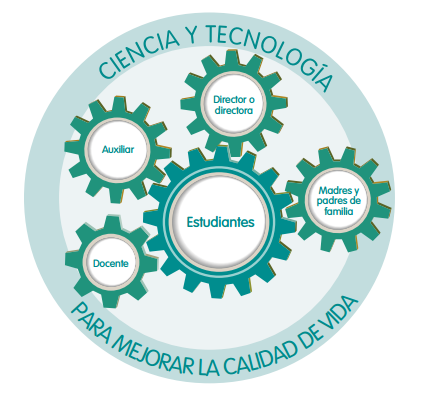 CIENCIA Y TECNOLOGÍA
Director o
directora
Auxiliar
Madres y
padres de
familia
Estudiantes
Docente
PARA MEJORAR LA CALIDAD DE VIDA